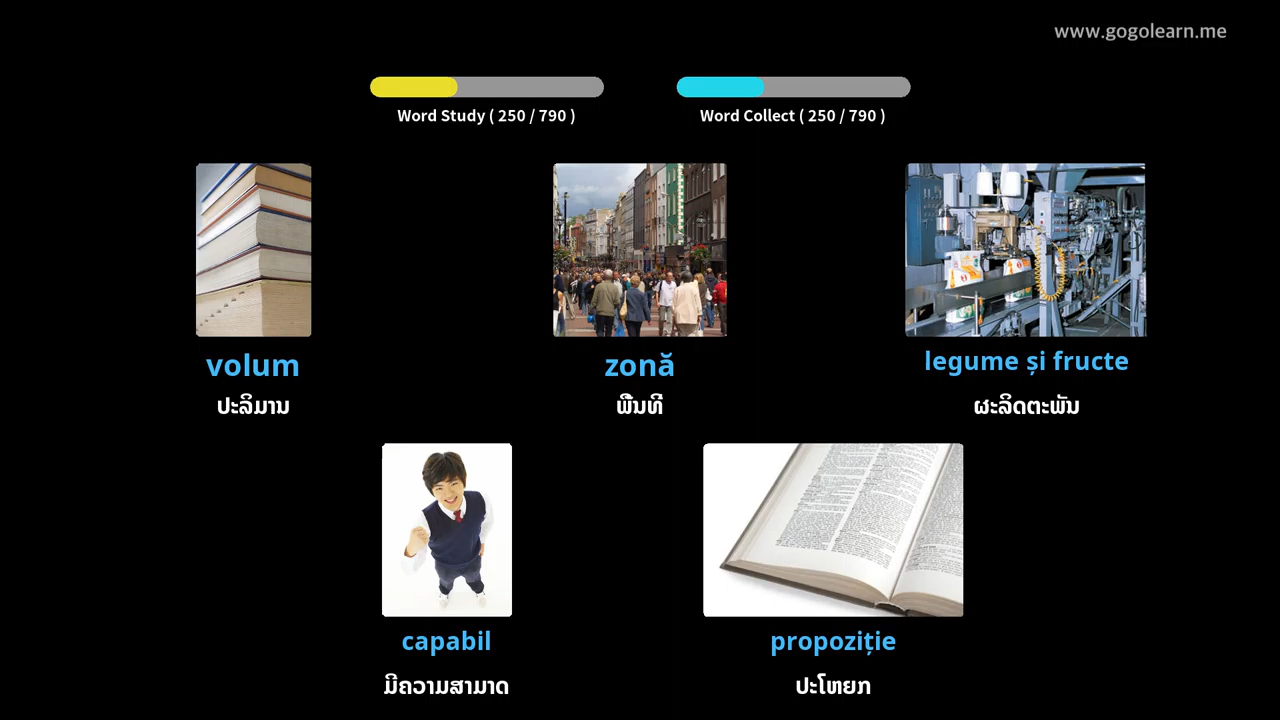 www.gogolearn.me
Word Study ( 250 / 790 )
Word Collect ( 250 / 790 )
volum
zonă
legume și fructe
ປະລິມານ
ພື້ນທີ່
ຜະລິດຕະພັນ
capabil
propoziție
ມີຄວາມສາມາດ
ປະໂຫຍກ